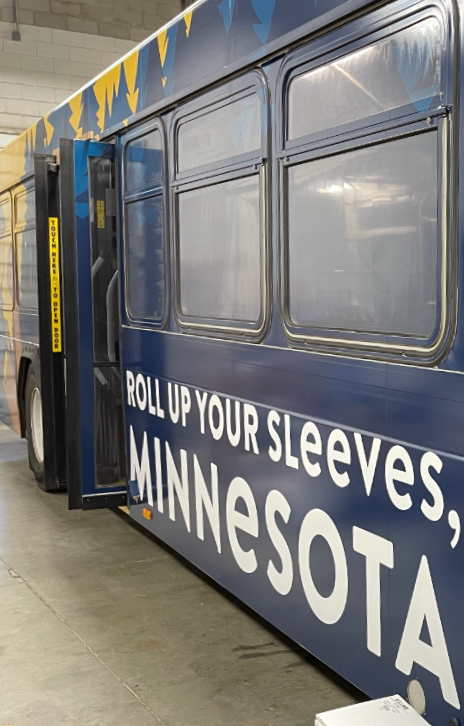 TOUCH HERE TO OPEN DOOR
ROLL UP YOUR SLeeVes,
MINNeSOTA